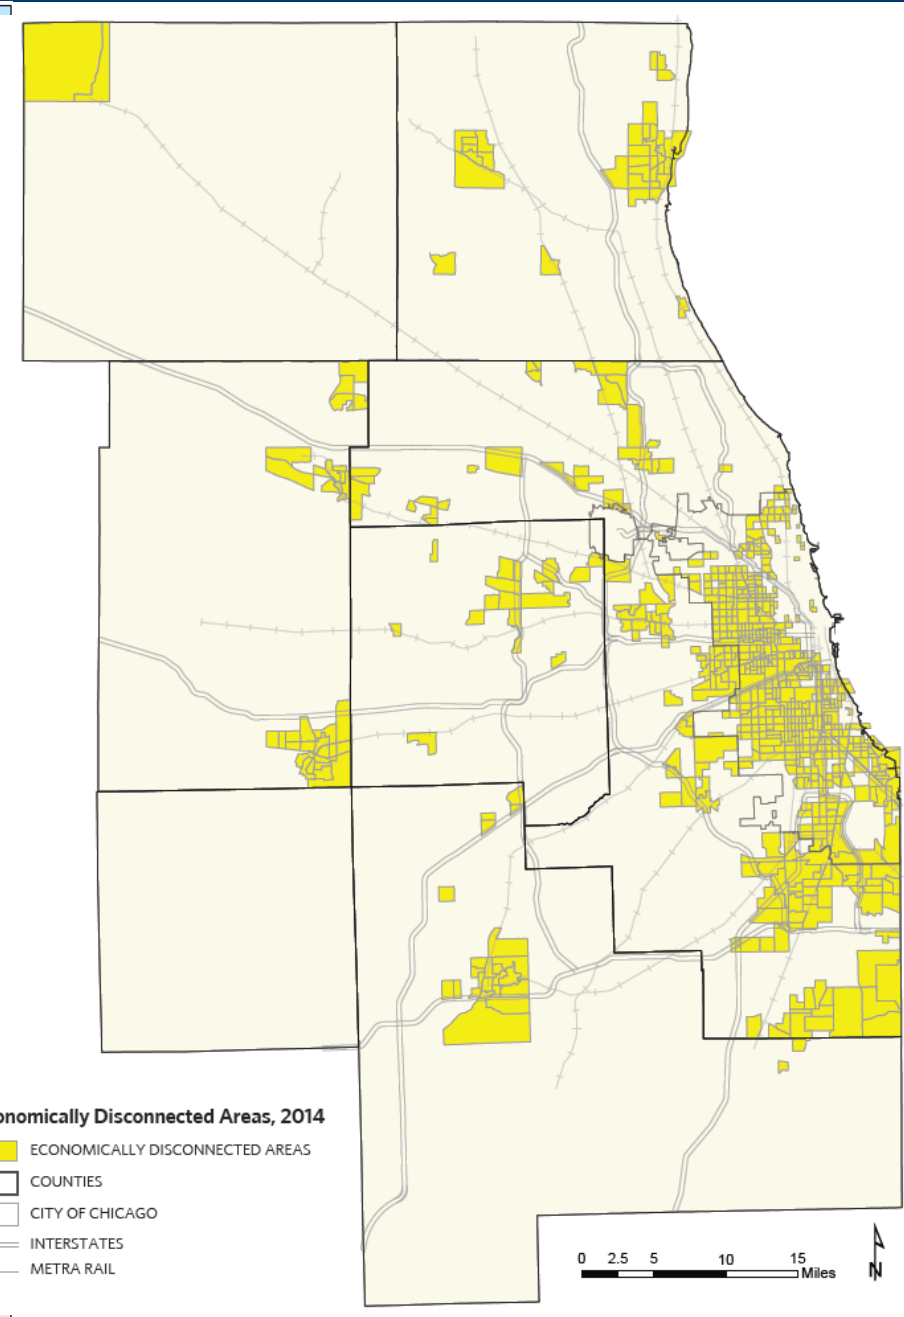 onomically Disconnected Areas, 2014
ECONOMICALLY DISCONNECTED AREAS
COUNTIES
CITY OF CHICAGO
INTERSTATES
METRA RAIL
0 2.5 5 10 15
Miles
N